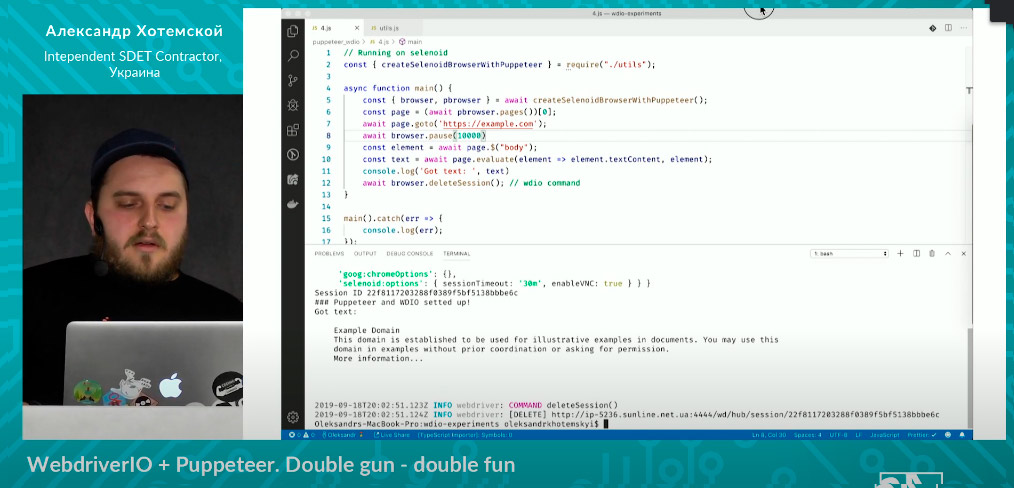 Александр Хотемской
Intependent SDET Contractor,
Украина
4.js — wdio-experiments
4.js × utils.js
puppeteer_wdio > 4.js > main
1 // Running on selenoid
2 const { createSelenoidBrowserWithPuppeteer } = require("./utils");
3
4 async function main() {
5 const { browser, pbrowser } = await createSelenoidBrowserWithPuppeteer();
6 const page = (await pbrowser.pages())[0];
7 await page.goto('https://example.com');
8 await browser.pause(10000)
9 const element = await page.$("body");
10 const text = await page.evaluate(element => element.textContent, element);
11 console.log('Got text: ', text)
12 await browser.deleteSession(); // wdio command
13 }
14
15 main().catch(err => {
16 console.log(err);
17 });
PROBLEMS OUTPUT DEBUG CONSOLE TERMINAL 1: bash
'goog:chromeOptions': {},
'selenoid:options': { sessionTimeout: '30m', enableVNC: true } } }
Session ID 22f8117203288f0389f5bf5138bbbe6c
### Puppeteer and WDIO setted up!
Got text:
Example Domain
This domain is established to be used for illustrative examples in documents. You may use this
domain in examples without prior coordination or asking for permission.
More information...
2019-09-18T20:02:51.123Z INFO webdriver: COMMAND deleteSession()
2019-09-18T20:02:51.124Z INFO webdriver: [DELETE] http://ip-5236.sunline.net.ua:4444/wd/hub/session/22f8117203288f0389f5bf5138bbbe6c
Oleksandrs-MacBook-Pro:wdio-experiments oleksandrkhotemskyi$
0 0 Oleksandr Live Share [TypeScript Importer]: Symbols: 0 Ln 8, Col 30 Spaces: 4 UTF-8 LF JavaScript Prettier: ✓
WebdriverIO + Puppeteer. Double gun - double fun